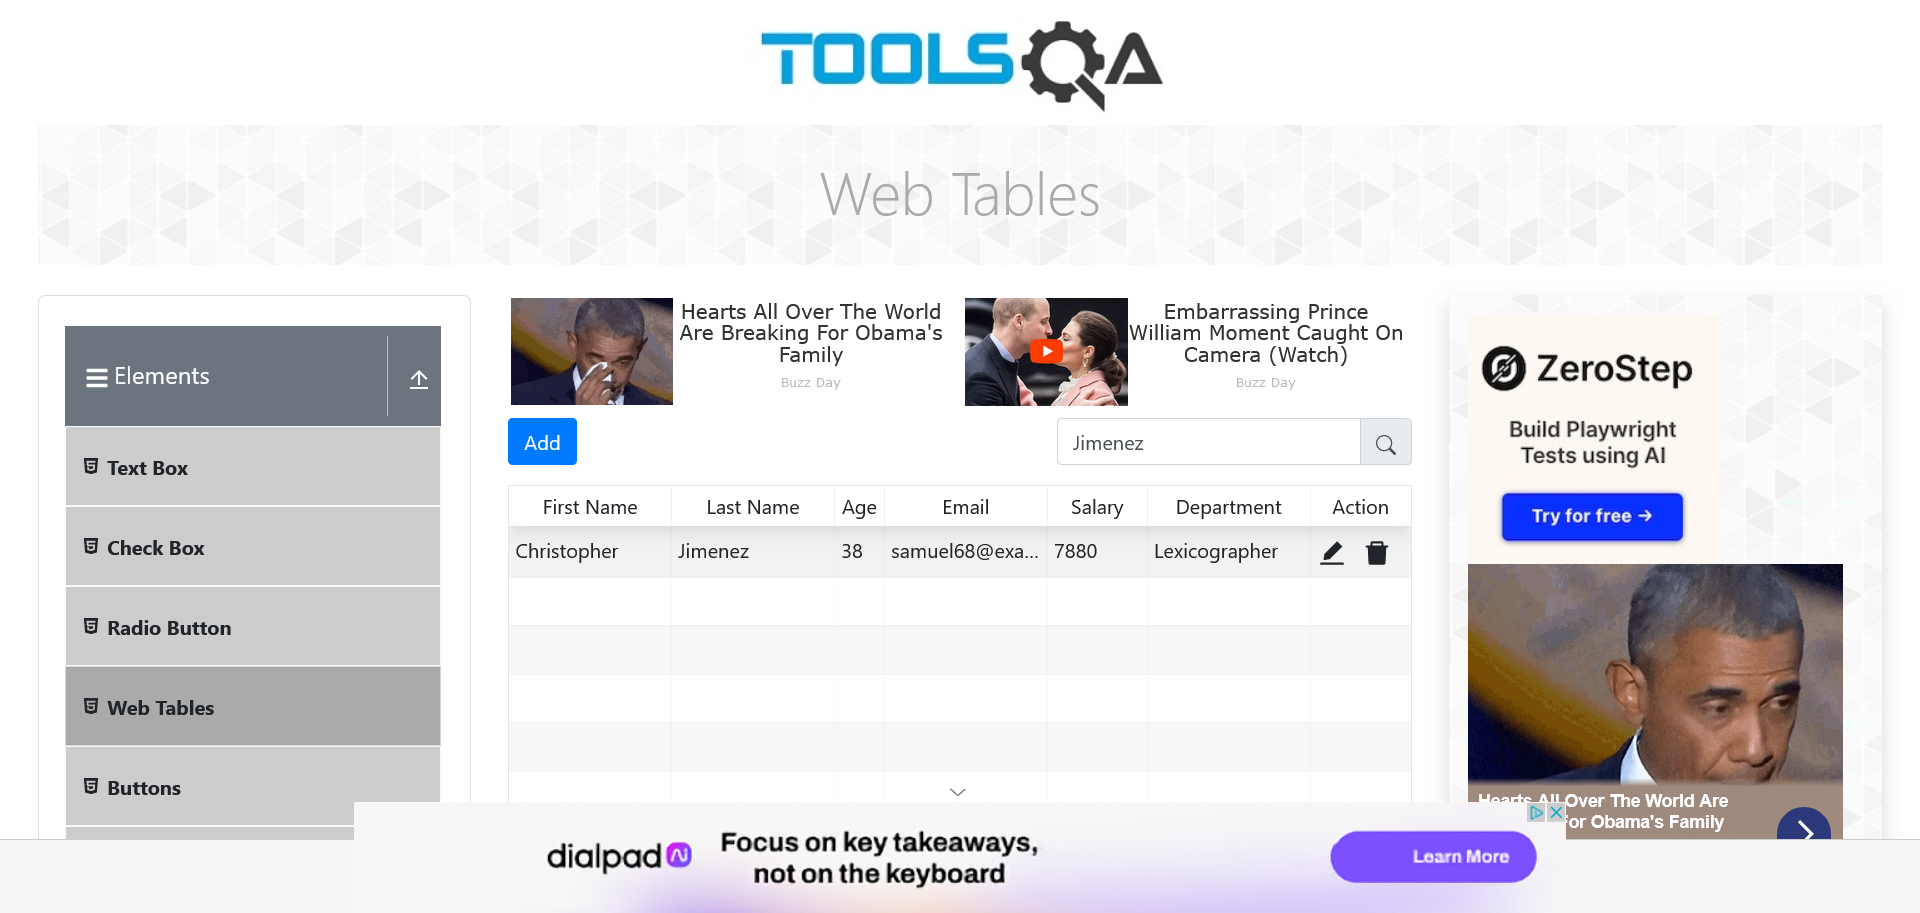 TOOLSQA
Web Tables
Elements
Text Box
Check Box
Radio Button
Web Tables
Buttons
Hearts All Over The World
Are Breaking For Obama's
Family
Buzz Day
Embarrassing Prince
William Moment Caught On
Camera (Watch)
Buzz Day
Add
Jimenez
First Name Last Name Age Email Salary Department Action
Christopher Jimenez 38 samuel68@exa... 7880 Lexicographer
ZeroStep
Build Playwright
Tests using AI
Try for free →
Hearts All Over The World Are
For Obama's Family
dialpad Ai
Focus on key takeaways,
not on the keyboard
Learn More